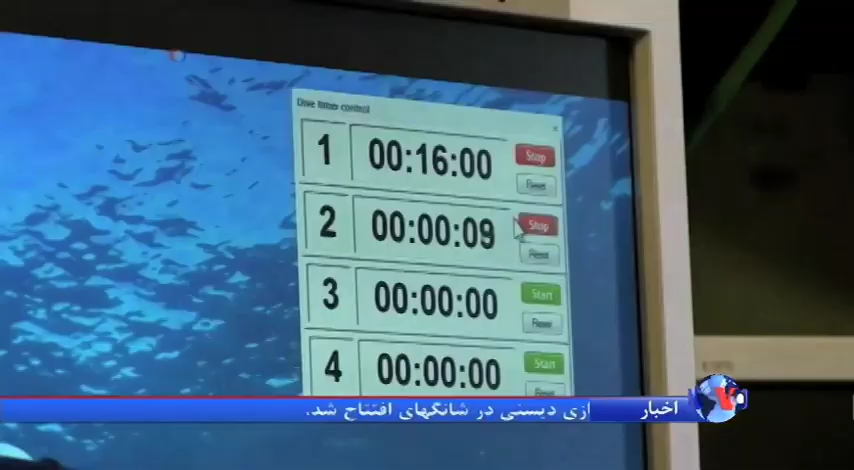 Dive timer control
1 00:16:00 Stop
Reset
2 00:00:09 Stop
Reset
3 00:00:00 Start
Reset
4 00:00:00 Start
اخبار
ازی دیسنی در شانگهای افتتاح شد.